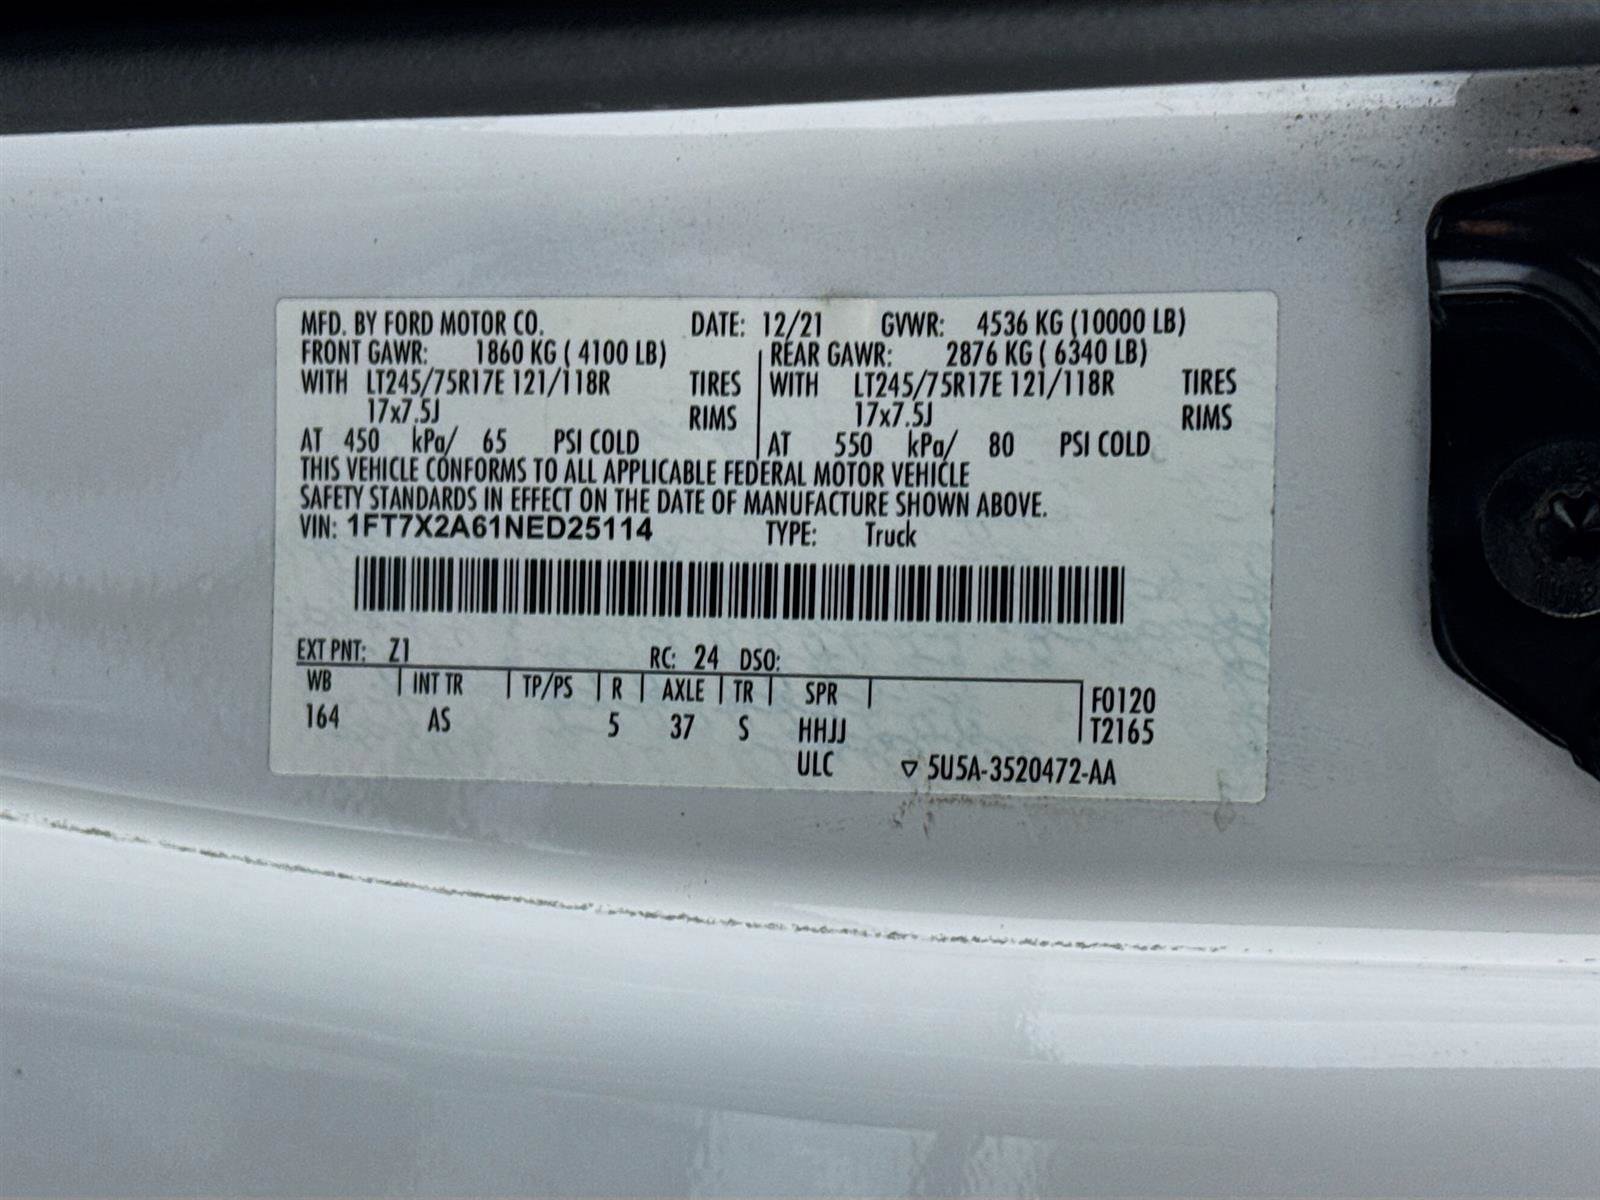 MFD. BY FORD MOTOR CO. DATE: 12/21 GVWR: 4536 KG (10000 LB)
FRONT GAWR: 1860 KG ( 4100 LB) REAR GAWR: 2876 KG ( 6340 LB)
WITH LT245/75R17E 121/118R TIRES WITH LT245/75R17E 121/118R TIRES
17x7.5J RIMS 17x7.5J RIMS
AT 450 kPa/ 65 PSI COLD AT 550 kPa/ 80 PSI COLD
THIS VEHICLE CONFORMS TO ALL APPLICABLE FEDERAL MOTOR VEHICLE
SAFETY STANDARDS IN EFFECT ON THE DATE OF MANUFACTURE SHOWN ABOVE.
VIN: 1FT7X2A61NED25114 TYPE: Truck
EXT PNT: Z1 RC: 24 DSO:
WB INT TR TP/PS R AXLE TR SPR F0120
164 AS 5 37 S HHJJ T2165
ULC 5U5A-3520472-AA